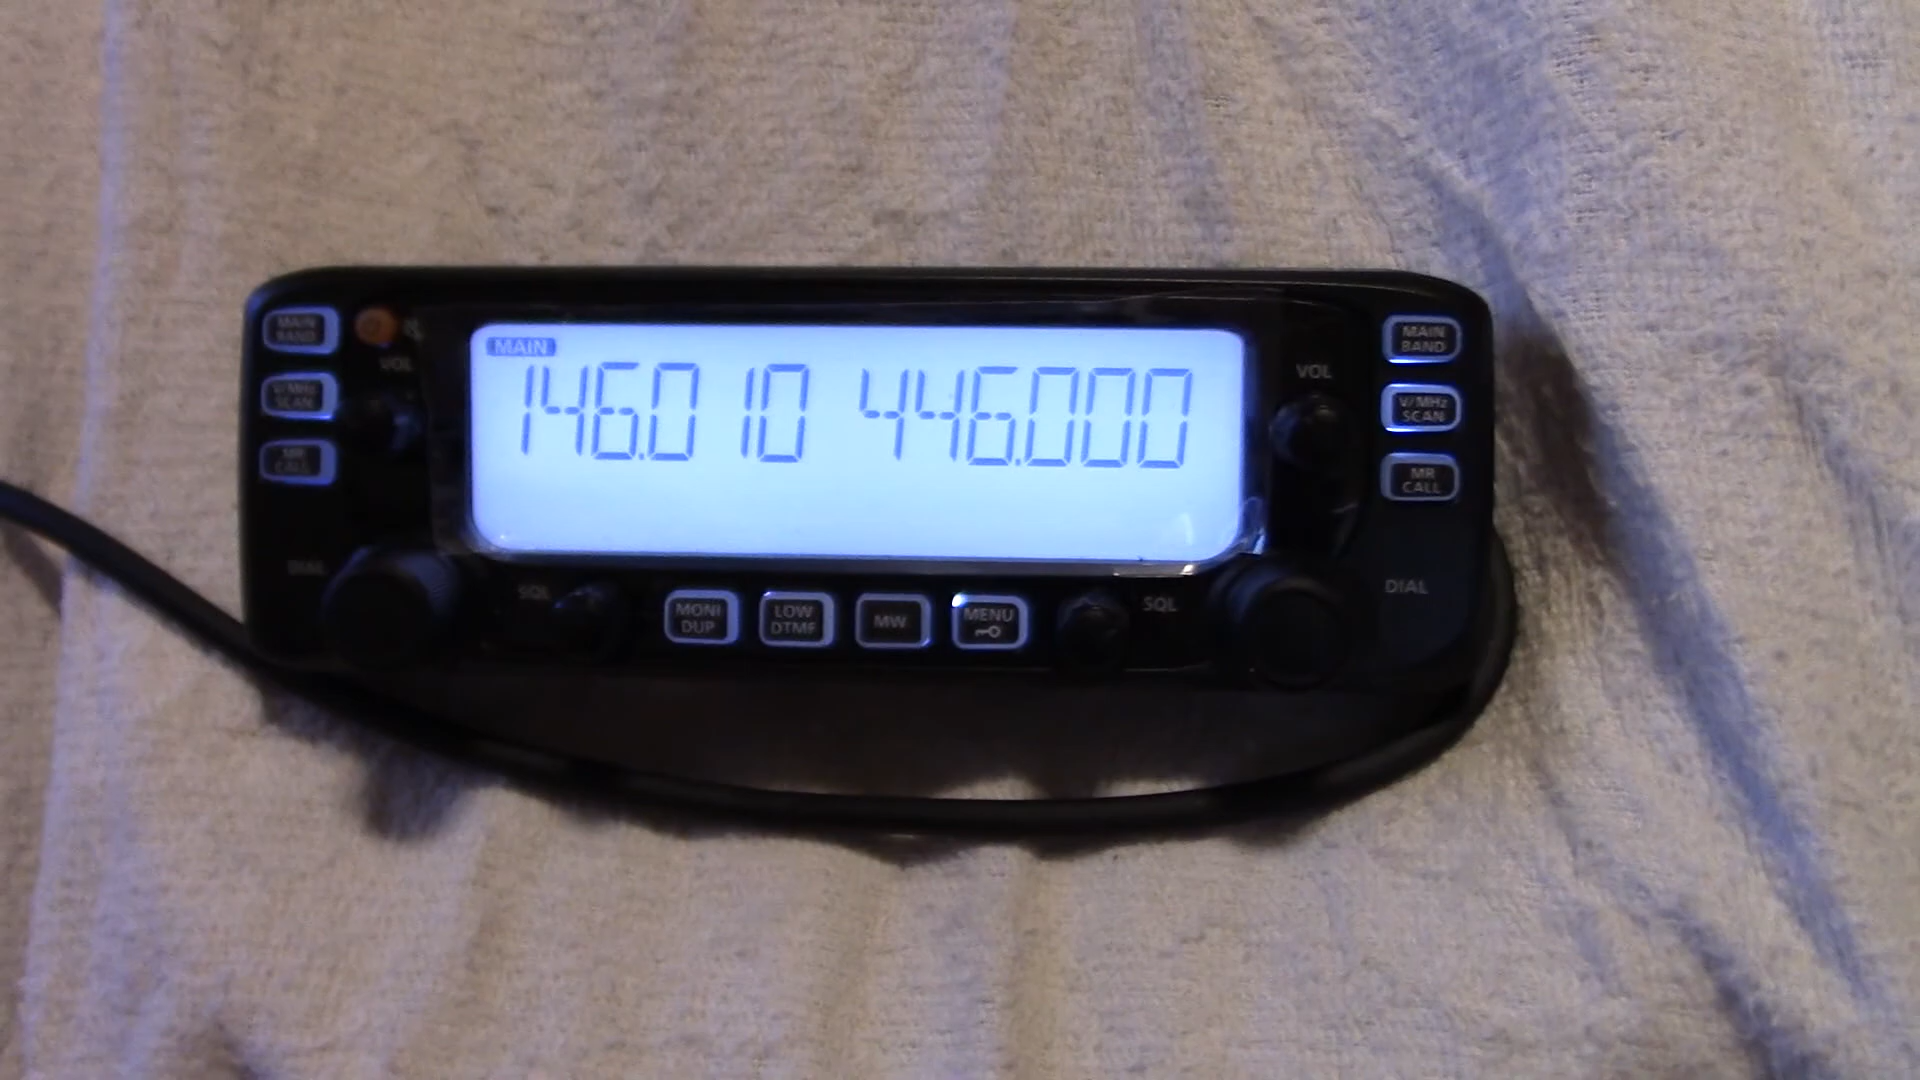 MAIN
BAND
VOL
V/MHz
SCAN
MR
CALL
DIAL
SQL
MAIN
146.010 446.000
MONI
DUP
LOW
DTMF
MW
MENU
SQL
VOL
MAIN
BAND
V/MHz
SCAN
MR
CALL
DIAL